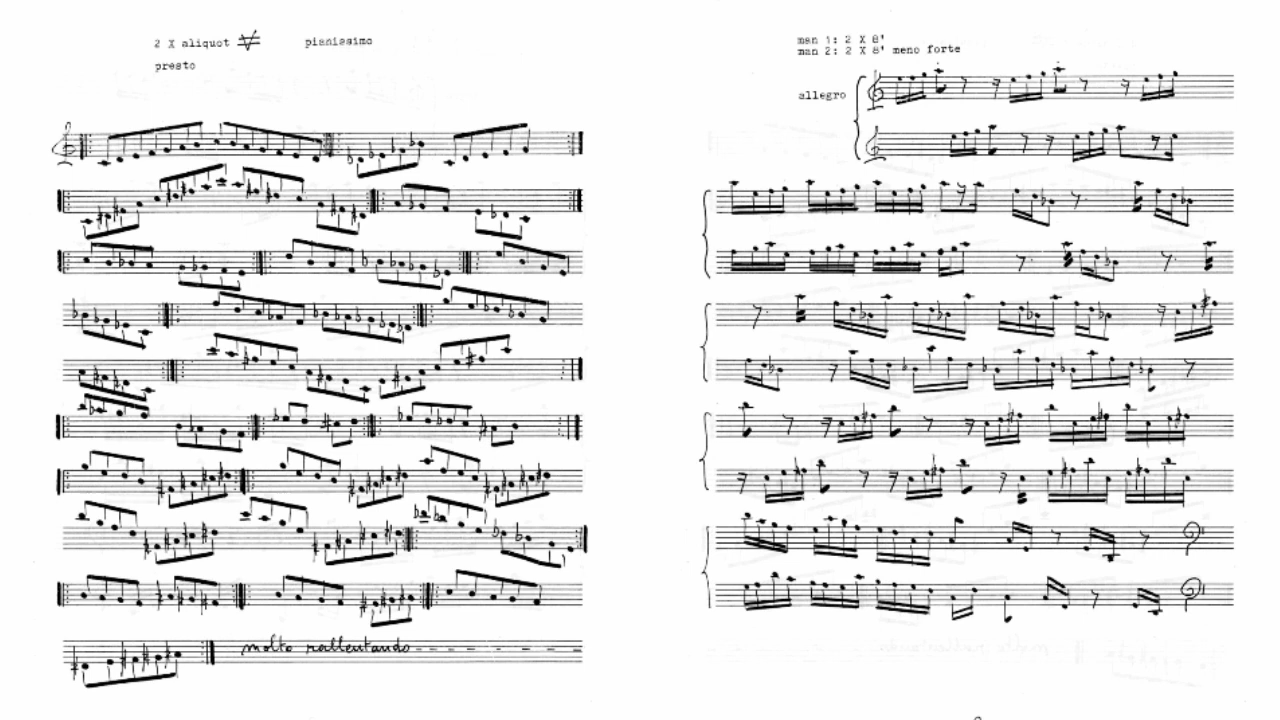 2 X aliquot
pianissimo
presto
molto rallentando
man 1: 2 X 8'
man 2: 2 X 8' meno forte
allegro